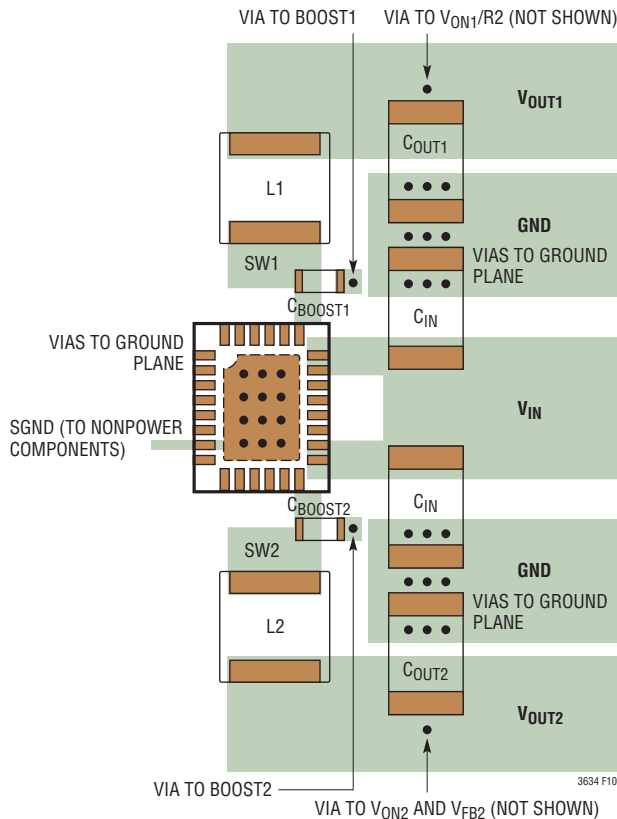 VIA TO BOOST1
VIA TO VON1/R2 (NOT SHOWN)
VOUT1
COUT1
L1
GND
VIAS TO GROUND
PLANE
SW1
CBOOST1
CIN
VIAS TO GROUND
PLANE
VIN
SGND (TO NONPOWER
COMPONENTS)
CBOOST2
CIN
SW2
GND
VIAS TO GROUND
PLANE
L2
COUT2
VOUT2
3634 F10
VIA TO BOOST2
VIA TO VON2 AND VFB2 (NOT SHOWN)